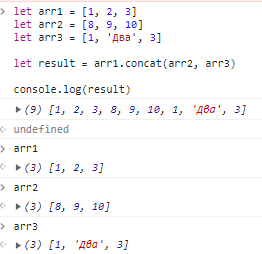 let arr1 = [1, 2, 3]
let arr2 = [8, 9, 10]
let arr3 = [1, 'Два', 3]
let result = arr1.concat(arr2, arr3)
console.log(result)
(9) [1, 2, 3, 8, 9, 10, 1, 'Два', 3]
undefined
arr1
(3) [1, 2, 3]
arr2
(3) [8, 9, 10]
arr3
(3) [1, 'Два', 3]